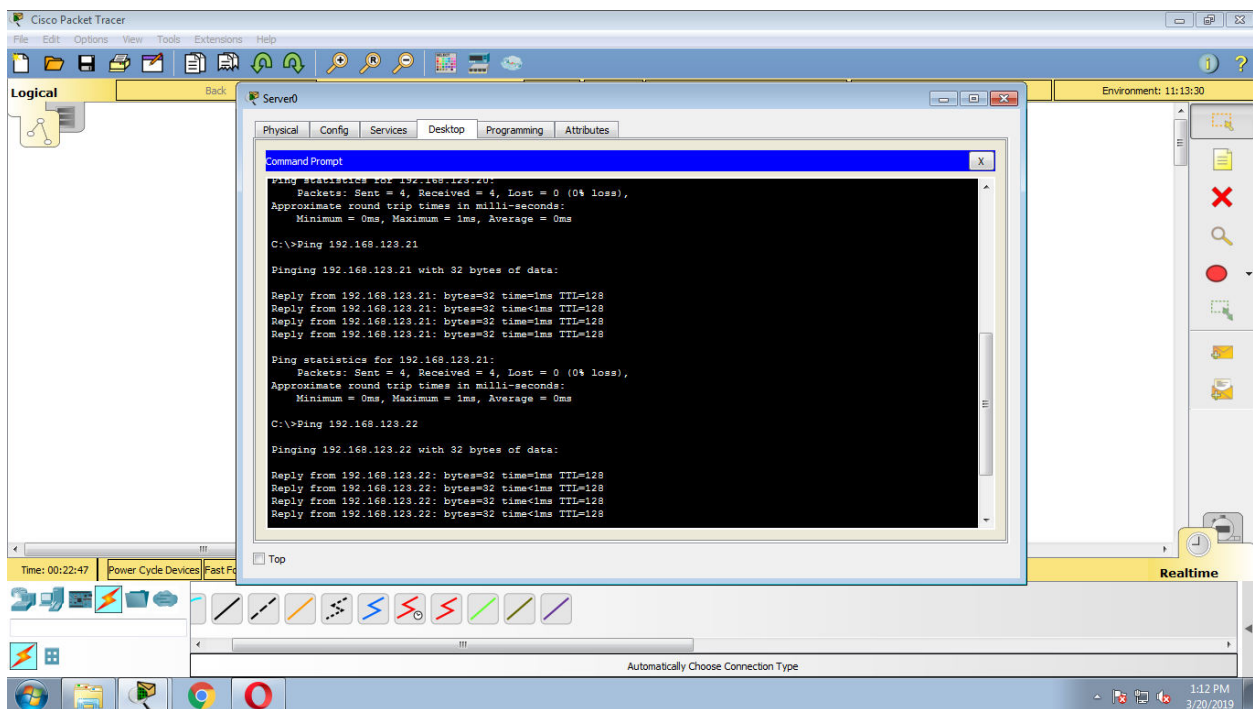 Cisco Packet Tracer
File Edit Options View Tools Extensions Help
Logical
Back
Environment: 11:13:30
Server0
Physical Config Services Desktop Programming Attributes
Command Prompt
X
Ping statistics for 192.168.123.20:
Packets: Sent = 4, Received = 4, Lost = 0 (0% loss),
Approximate round trip times in milli-seconds:
Minimum = 0ms, Maximum = 1ms, Average = 0ms
C:\>Ping 192.168.123.21
Pinging 192.168.123.21 with 32 bytes of data:
Reply from 192.168.123.21: bytes=32 time=1ms TTL=128
Reply from 192.168.123.21: bytes=32 time<1ms TTL=128
Reply from 192.168.123.21: bytes=32 time=1ms TTL=128
Reply from 192.168.123.21: bytes=32 time=1ms TTL=128
Ping statistics for 192.168.123.21:
Packets: Sent = 4, Received = 4, Lost = 0 (0% loss),
Approximate round trip times in milli-seconds:
Minimum = 0ms, Maximum = 1ms, Average = 0ms
C:\>Ping 192.168.123.22
Pinging 192.168.123.22 with 32 bytes of data:
Reply from 192.168.123.22: bytes=32 time=1ms TTL=128
Reply from 192.168.123.22: bytes=32 time<1ms TTL=128
Reply from 192.168.123.22: bytes=32 time<1ms TTL=128
Reply from 192.168.123.22: bytes=32 time<1ms TTL=128
Top
Time: 00:22:47 Power Cycle Devices Fast Fo
Realtime
Automatically Choose Connection Type
1:12 PM
3/20/2019